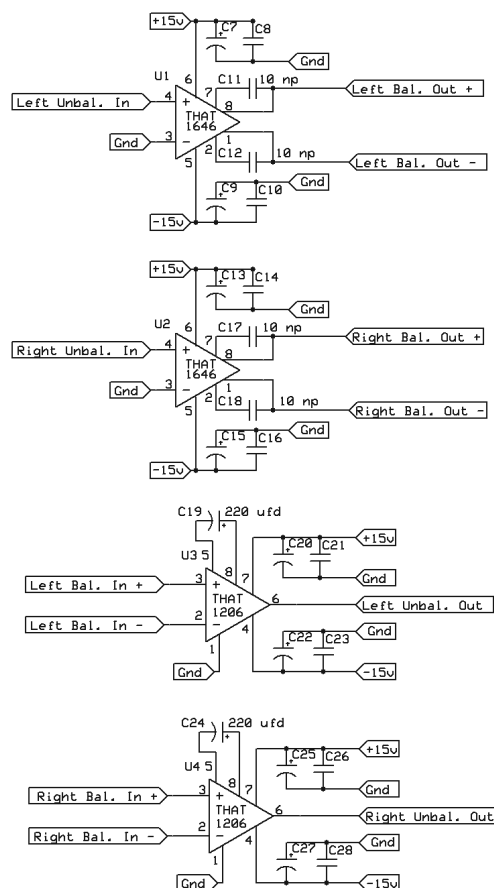 +15v
C7 C8
Gnd
6
U1 C11 10 np
7
Left Unbal. In 4 + 8 Left Bal. Out +
THAT
1646
Gnd 3 - 1
2 C12 10 np Left Bal. Out -
5
C9 C10 Gnd
-15v
+15v
C13 C14
Gnd
6
U2 C17 10 np
7
Right Unbal. In 4 + 8 Right Bal. Out +
THAT
1646
Gnd 3 - 1
2 C18 10 np Right Bal. Out -
5
C15 C16 Gnd
-15v
C19 220 ufd
+
U3 5 8 7 C20 C21 +15v
Left Bal. In + 3 + Gnd
THAT 6 Left Unbal. Out
1206
Left Bal. In - 2 - 4 Gnd
1 C22 C23
Gnd -15v
C24 220 ufd
+
U4 5 8 7 C25 C26 +15v
Right Bal. In + 3 + Gnd
THAT 6 Right Unbal. Out
1206
Right Bal. In - 2 - 4 Gnd
1 C27 C28
Gnd -15v